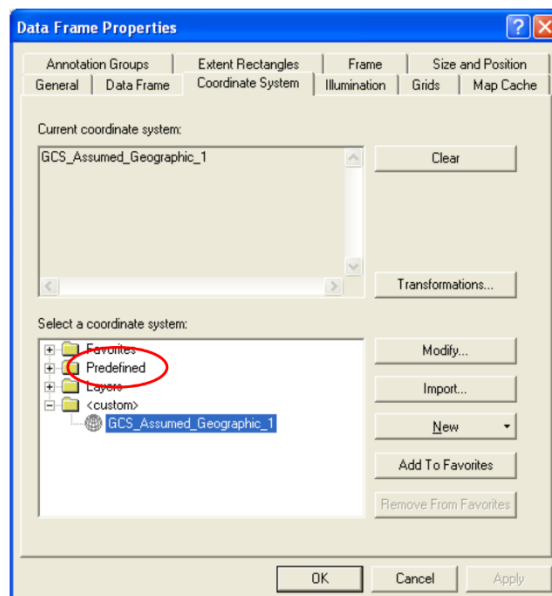 Data Frame Properties
Annotation Groups Extent Rectangles Frame Size and Position
General Data Frame Coordinate System Illumination Grids Map Cache
Current coordinate system:
GCS_Assumed_Geographic_1
Clear
Transformations...
Select a coordinate system:
Favorites
Predefined
Layers
<custom>
GCS_Assumed_Geographic_1
Modify...
Import...
New
Add To Favorites
Remove From Favorites
OK Cancel Apply